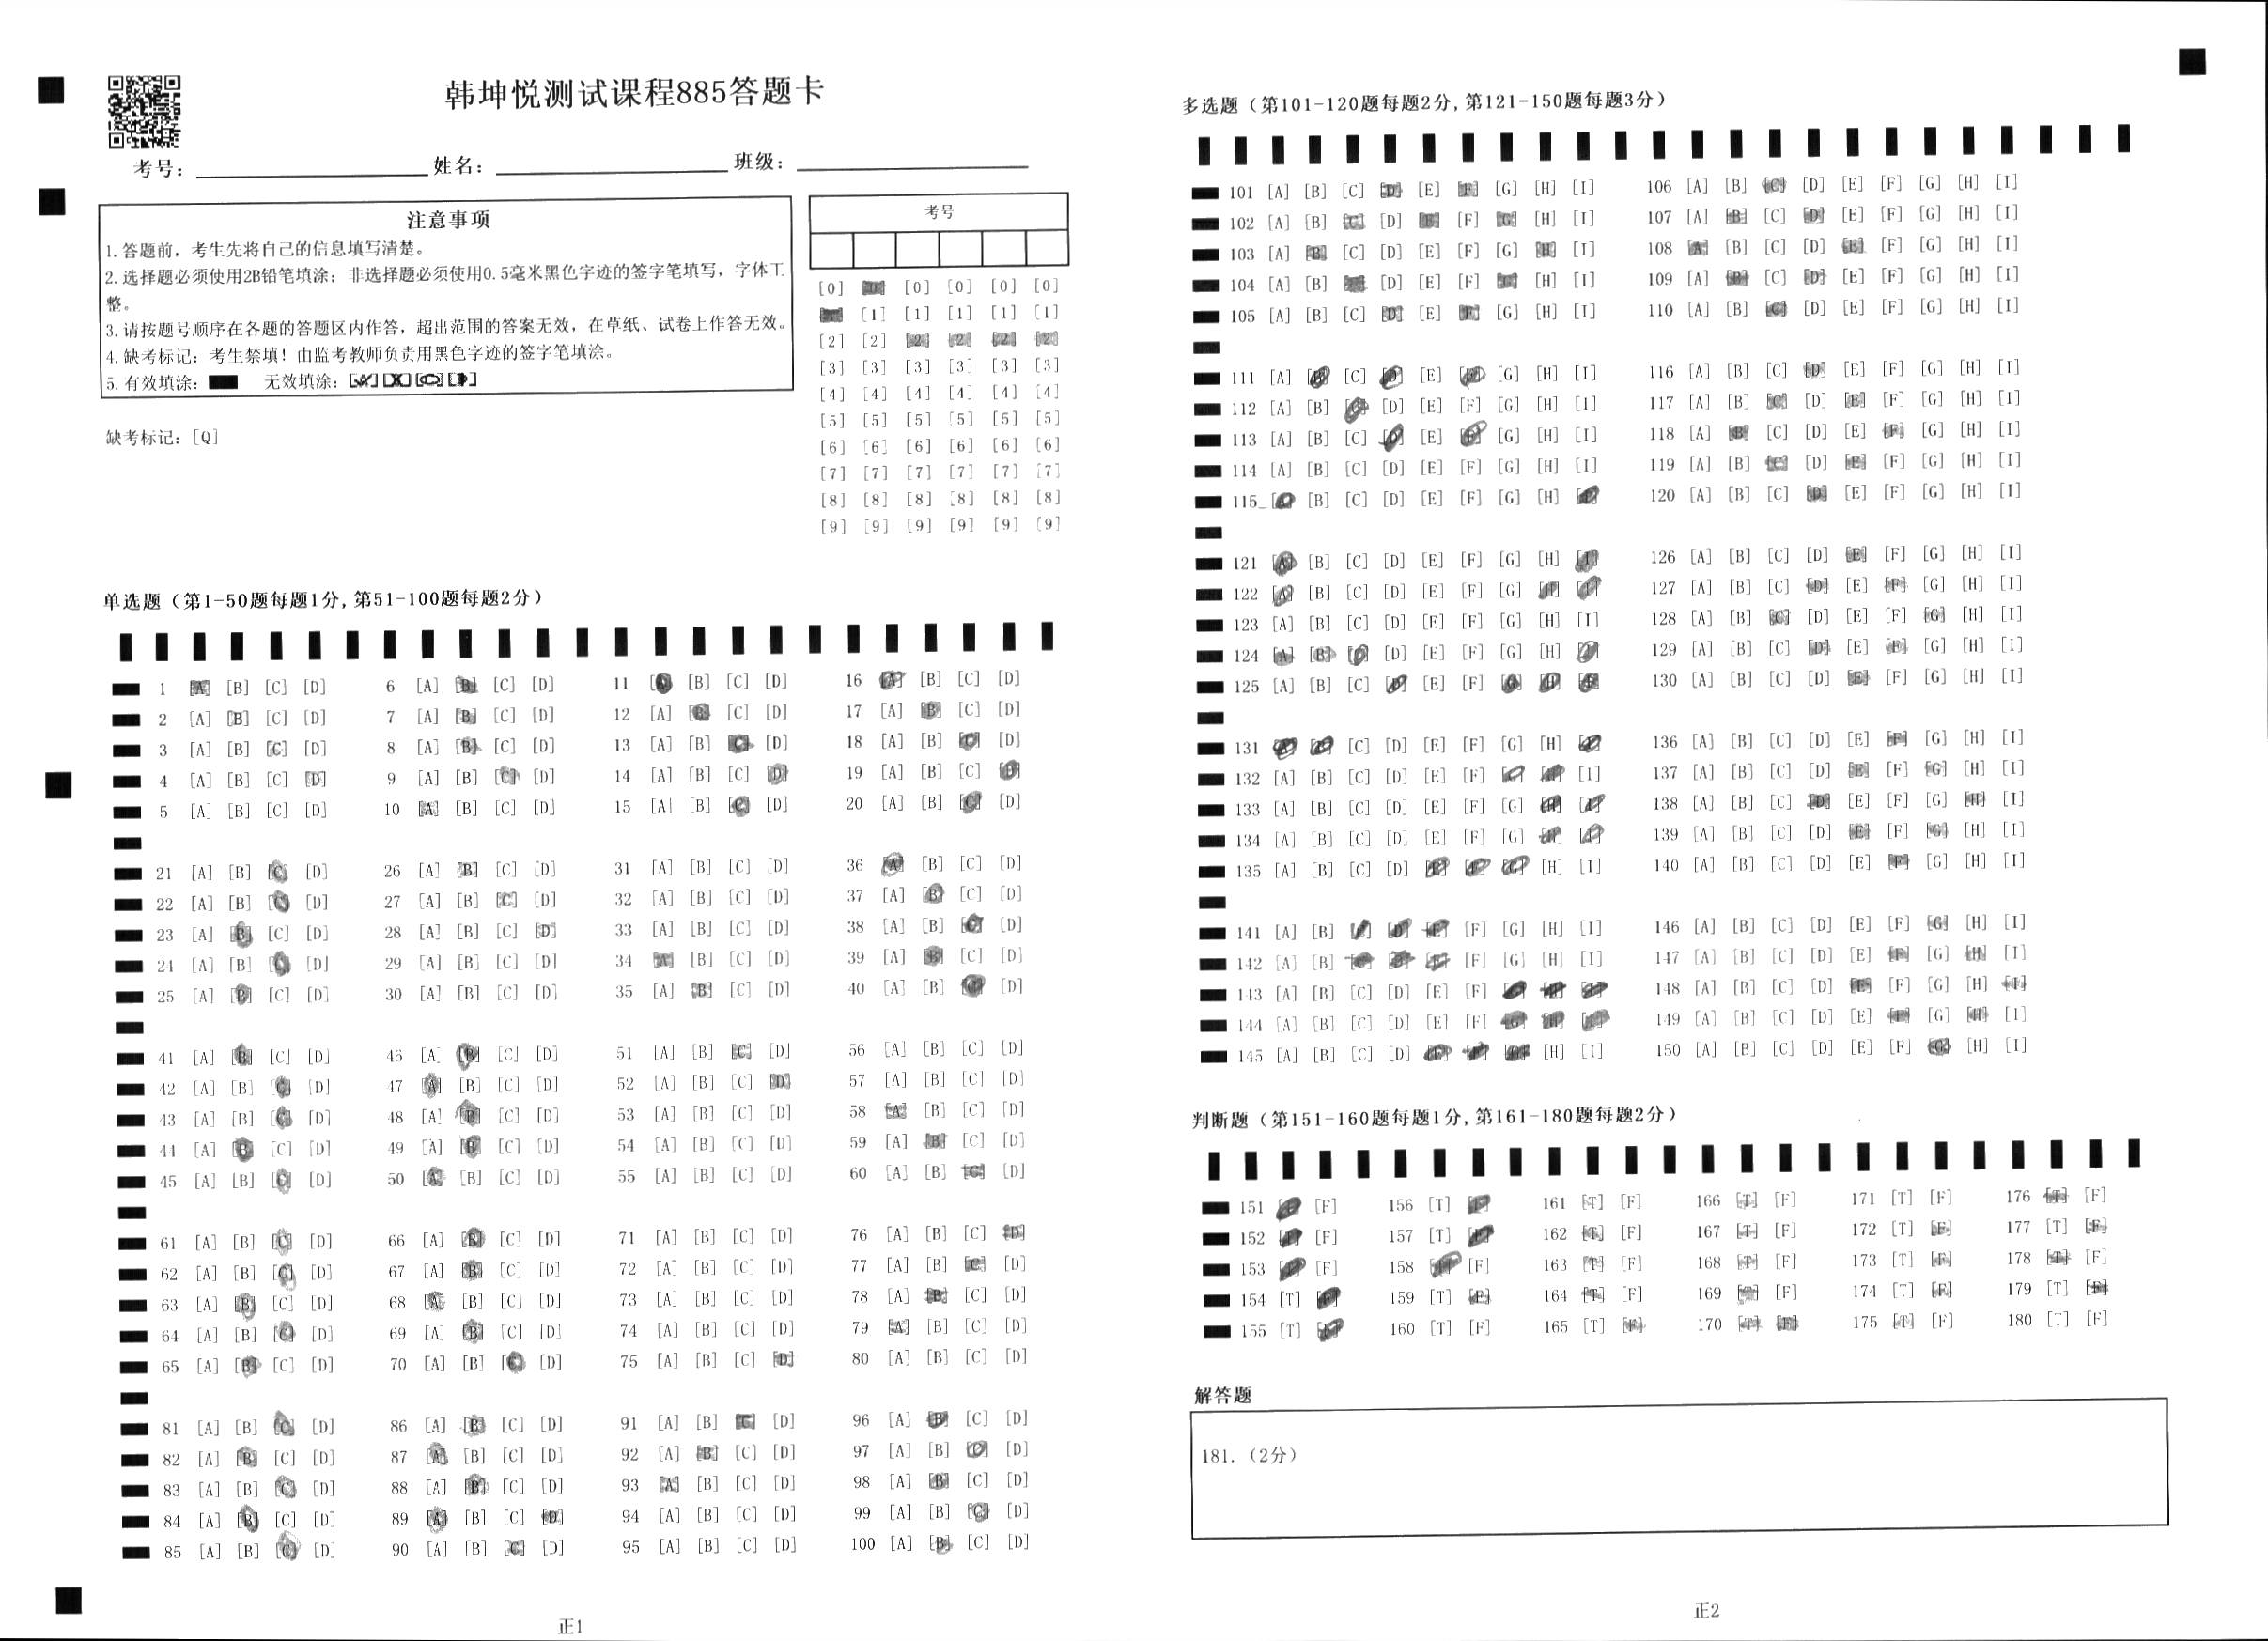 韩坤悦测试课程885答题卡
考号： 姓名： 班级：
注意事项
1.答题前，考生先将自己的信息填写清楚。
2.选择题必须使用2B铅笔填涂；非选择题必须使用0.5毫米黑色字迹的签字笔填写，字体工
整。
3.请按题号顺序在各题的答题区内作答，超出范围的答案无效，在草纸、试卷上作答无效。
4.缺考标记：考生禁填！由监考教师负责用黑色字迹的签字笔填涂。
5.有效填涂： 无效填涂：
缺考标记：[Q]
考号
[0] [0] [0] [0] [0] [0]
[1] [1] [1] [1] [1] [1]
[2] [2] [2] [2] [2] [2]
[3] [3] [3] [3] [3] [3]
[4] [4] [4] [4] [4] [4]
[5] [5] [5] [5] [5] [5]
[6] [6] [6] [6] [6] [6]
[7] [7] [7] [7] [7] [7]
[8] [8] [8] [8] [8] [8]
[9] [9] [9] [9] [9] [9]
单选题（第1-50题每题1分,第51-100题每题2分）
1 [A] [B] [C] [D] 6 [A] [B] [C] [D] 11 [A] [B] [C] [D] 16 [A] [B] [C] [D]
2 [A] [B] [C] [D] 7 [A] [B] [C] [D] 12 [A] [B] [C] [D] 17 [A] [B] [C] [D]
3 [A] [B] [C] [D] 8 [A] [B] [C] [D] 13 [A] [B] [C] [D] 18 [A] [B] [C] [D]
4 [A] [B] [C] [D] 9 [A] [B] [C] [D] 14 [A] [B] [C] [D] 19 [A] [B] [C] [D]
5 [A] [B] [C] [D] 10 [A] [B] [C] [D] 15 [A] [B] [C] [D] 20 [A] [B] [C] [D]
21 [A] [B] [C] [D] 26 [A] [B] [C] [D] 31 [A] [B] [C] [D] 36 [A] [B] [C] [D]
22 [A] [B] [C] [D] 27 [A] [B] [C] [D] 32 [A] [B] [C] [D] 37 [A] [B] [C] [D]
23 [A] [B] [C] [D] 28 [A] [B] [C] [D] 33 [A] [B] [C] [D] 38 [A] [B] [C] [D]
24 [A] [B] [C] [D] 29 [A] [B] [C] [D] 34 [A] [B] [C] [D] 39 [A] [B] [C] [D]
25 [A] [B] [C] [D] 30 [A] [B] [C] [D] 35 [A] [B] [C] [D] 40 [A] [B] [C] [D]
41 [A] [B] [C] [D] 46 [A] [B] [C] [D] 51 [A] [B] [C] [D] 56 [A] [B] [C] [D]
42 [A] [B] [C] [D] 47 [A] [B] [C] [D] 52 [A] [B] [C] [D] 57 [A] [B] [C] [D]
43 [A] [B] [C] [D] 48 [A] [B] [C] [D] 53 [A] [B] [C] [D] 58 [A] [B] [C] [D]
44 [A] [B] [C] [D] 49 [A] [B] [C] [D] 54 [A] [B] [C] [D] 59 [A] [B] [C] [D]
45 [A] [B] [C] [D] 50 [A] [B] [C] [D] 55 [A] [B] [C] [D] 60 [A] [B] [C] [D]
61 [A] [B] [C] [D] 66 [A] [B] [C] [D] 71 [A] [B] [C] [D] 76 [A] [B] [C] [D]
62 [A] [B] [C] [D] 67 [A] [B] [C] [D] 72 [A] [B] [C] [D] 77 [A] [B] [C] [D]
63 [A] [B] [C] [D] 68 [A] [B] [C] [D] 73 [A] [B] [C] [D] 78 [A] [B] [C] [D]
64 [A] [B] [C] [D] 69 [A] [B] [C] [D] 74 [A] [B] [C] [D] 79 [A] [B] [C] [D]
65 [A] [B] [C] [D] 70 [A] [B] [C] [D] 75 [A] [B] [C] [D] 80 [A] [B] [C] [D]
81 [A] [B] [C] [D] 86 [A] [B] [C] [D] 91 [A] [B] [C] [D] 96 [A] [B] [C] [D]
82 [A] [B] [C] [D] 87 [A] [B] [C] [D] 92 [A] [B] [C] [D] 97 [A] [B] [C] [D]
83 [A] [B] [C] [D] 88 [A] [B] [C] [D] 93 [A] [B] [C] [D] 98 [A] [B] [C] [D]
84 [A] [B] [C] [D] 89 [A] [B] [C] [D] 94 [A] [B] [C] [D] 99 [A] [B] [C] [D]
85 [A] [B] [C] [D] 90 [A] [B] [C] [D] 95 [A] [B] [C] [D] 100 [A] [B] [C] [D]
正1
多选题（第101-120题每题2分,第121-150题每题3分）
101 [A] [B] [C] [D] [E] [F] [G] [H] [I] 106 [A] [B] [C] [D] [E] [F] [G] [H] [I]
102 [A] [B] [C] [D] [E] [F] [G] [H] [I] 107 [A] [B] [C] [D] [E] [F] [G] [H] [I]
103 [A] [B] [C] [D] [E] [F] [G] [H] [I] 108 [A] [B] [C] [D] [E] [F] [G] [H] [I]
104 [A] [B] [C] [D] [E] [F] [G] [H] [I] 109 [A] [B] [C] [D] [E] [F] [G] [H] [I]
105 [A] [B] [C] [D] [E] [F] [G] [H] [I] 110 [A] [B] [C] [D] [E] [F] [G] [H] [I]
111 [A] [B] [C] [D] [E] [F] [G] [H] [I] 116 [A] [B] [C] [D] [E] [F] [G] [H] [I]
112 [A] [B] [C] [D] [E] [F] [G] [H] [I] 117 [A] [B] [C] [D] [E] [F] [G] [H] [I]
113 [A] [B] [C] [D] [E] [F] [G] [H] [I] 118 [A] [B] [C] [D] [E] [F] [G] [H] [I]
114 [A] [B] [C] [D] [E] [F] [G] [H] [I] 119 [A] [B] [C] [D] [E] [F] [G] [H] [I]
115 [A] [B] [C] [D] [E] [F] [G] [H] [I] 120 [A] [B] [C] [D] [E] [F] [G] [H] [I]
121 [A] [B] [C] [D] [E] [F] [G] [H] [I] 126 [A] [B] [C] [D] [E] [F] [G] [H] [I]
122 [A] [B] [C] [D] [E] [F] [G] [H] [I] 127 [A] [B] [C] [D] [E] [F] [G] [H] [I]
123 [A] [B] [C] [D] [E] [F] [G] [H] [I] 128 [A] [B] [C] [D] [E] [F] [G] [H] [I]
124 [A] [B] [C] [D] [E] [F] [G] [H] [I] 129 [A] [B] [C] [D] [E] [F] [G] [H] [I]
125 [A] [B] [C] [D] [E] [F] [G] [H] [I] 130 [A] [B] [C] [D] [E] [F] [G] [H] [I]
131 [A] [B] [C] [D] [E] [F] [G] [H] [I] 136 [A] [B] [C] [D] [E] [F] [G] [H] [I]
132 [A] [B] [C] [D] [E] [F] [G] [H] [I] 137 [A] [B] [C] [D] [E] [F] [G] [H] [I]
133 [A] [B] [C] [D] [E] [F] [G] [H] [I] 138 [A] [B] [C] [D] [E] [F] [G] [H] [I]
134 [A] [B] [C] [D] [E] [F] [G] [H] [I] 139 [A] [B] [C] [D] [E] [F] [G] [H] [I]
135 [A] [B] [C] [D] [E] [F] [G] [H] [I] 140 [A] [B] [C] [D] [E] [F] [G] [H] [I]
141 [A] [B] [C] [D] [E] [F] [G] [H] [I] 146 [A] [B] [C] [D] [E] [F] [G] [H] [I]
142 [A] [B] [C] [D] [E] [F] [G] [H] [I] 147 [A] [B] [C] [D] [E] [F] [G] [H] [I]
143 [A] [B] [C] [D] [E] [F] [G] [H] [I] 148 [A] [B] [C] [D] [E] [F] [G] [H] [I]
144 [A] [B] [C] [D] [E] [F] [G] [H] [I] 149 [A] [B] [C] [D] [E] [F] [G] [H] [I]
145 [A] [B] [C] [D] [E] [F] [G] [H] [I] 150 [A] [B] [C] [D] [E] [F] [G] [H] [I]
判断题（第151-160题每题1分,第161-180题每题2分）
151 [T] [F] 156 [T] [F] 161 [T] [F] 166 [T] [F] 171 [T] [F] 176 [T] [F]
152 [T] [F] 157 [T] [F] 162 [T] [F] 167 [T] [F] 172 [T] [F] 177 [T] [F]
153 [T] [F] 158 [T] [F] 163 [T] [F] 168 [T] [F] 173 [T] [F] 178 [T] [F]
154 [T] [F] 159 [T] [F] 164 [T] [F] 169 [T] [F] 174 [T] [F] 179 [T] [F]
155 [T] [F] 160 [T] [F] 165 [T] [F] 170 [T] [F] 175 [T] [F] 180 [T] [F]
解答题
181.（2分）
正2